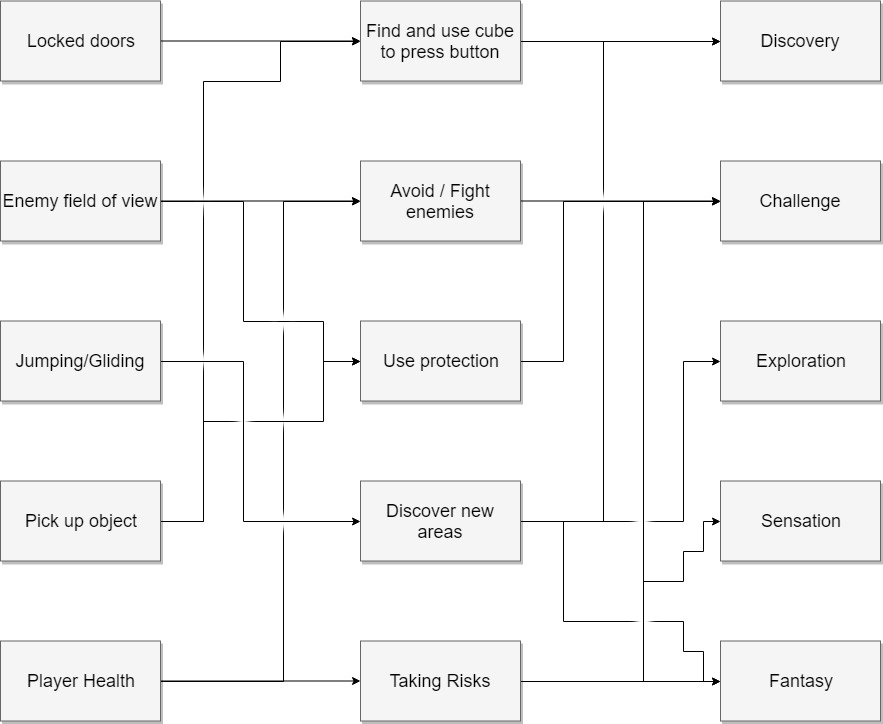 Locked doors
Find and use cube
to press button
Discovery
Enemy field of view
Avoid / Fight
enemies
Challenge
Jumping/Gliding
Use protection
Exploration
Pick up object
Discover new
areas
Sensation
Player Health
Taking Risks
Fantasy